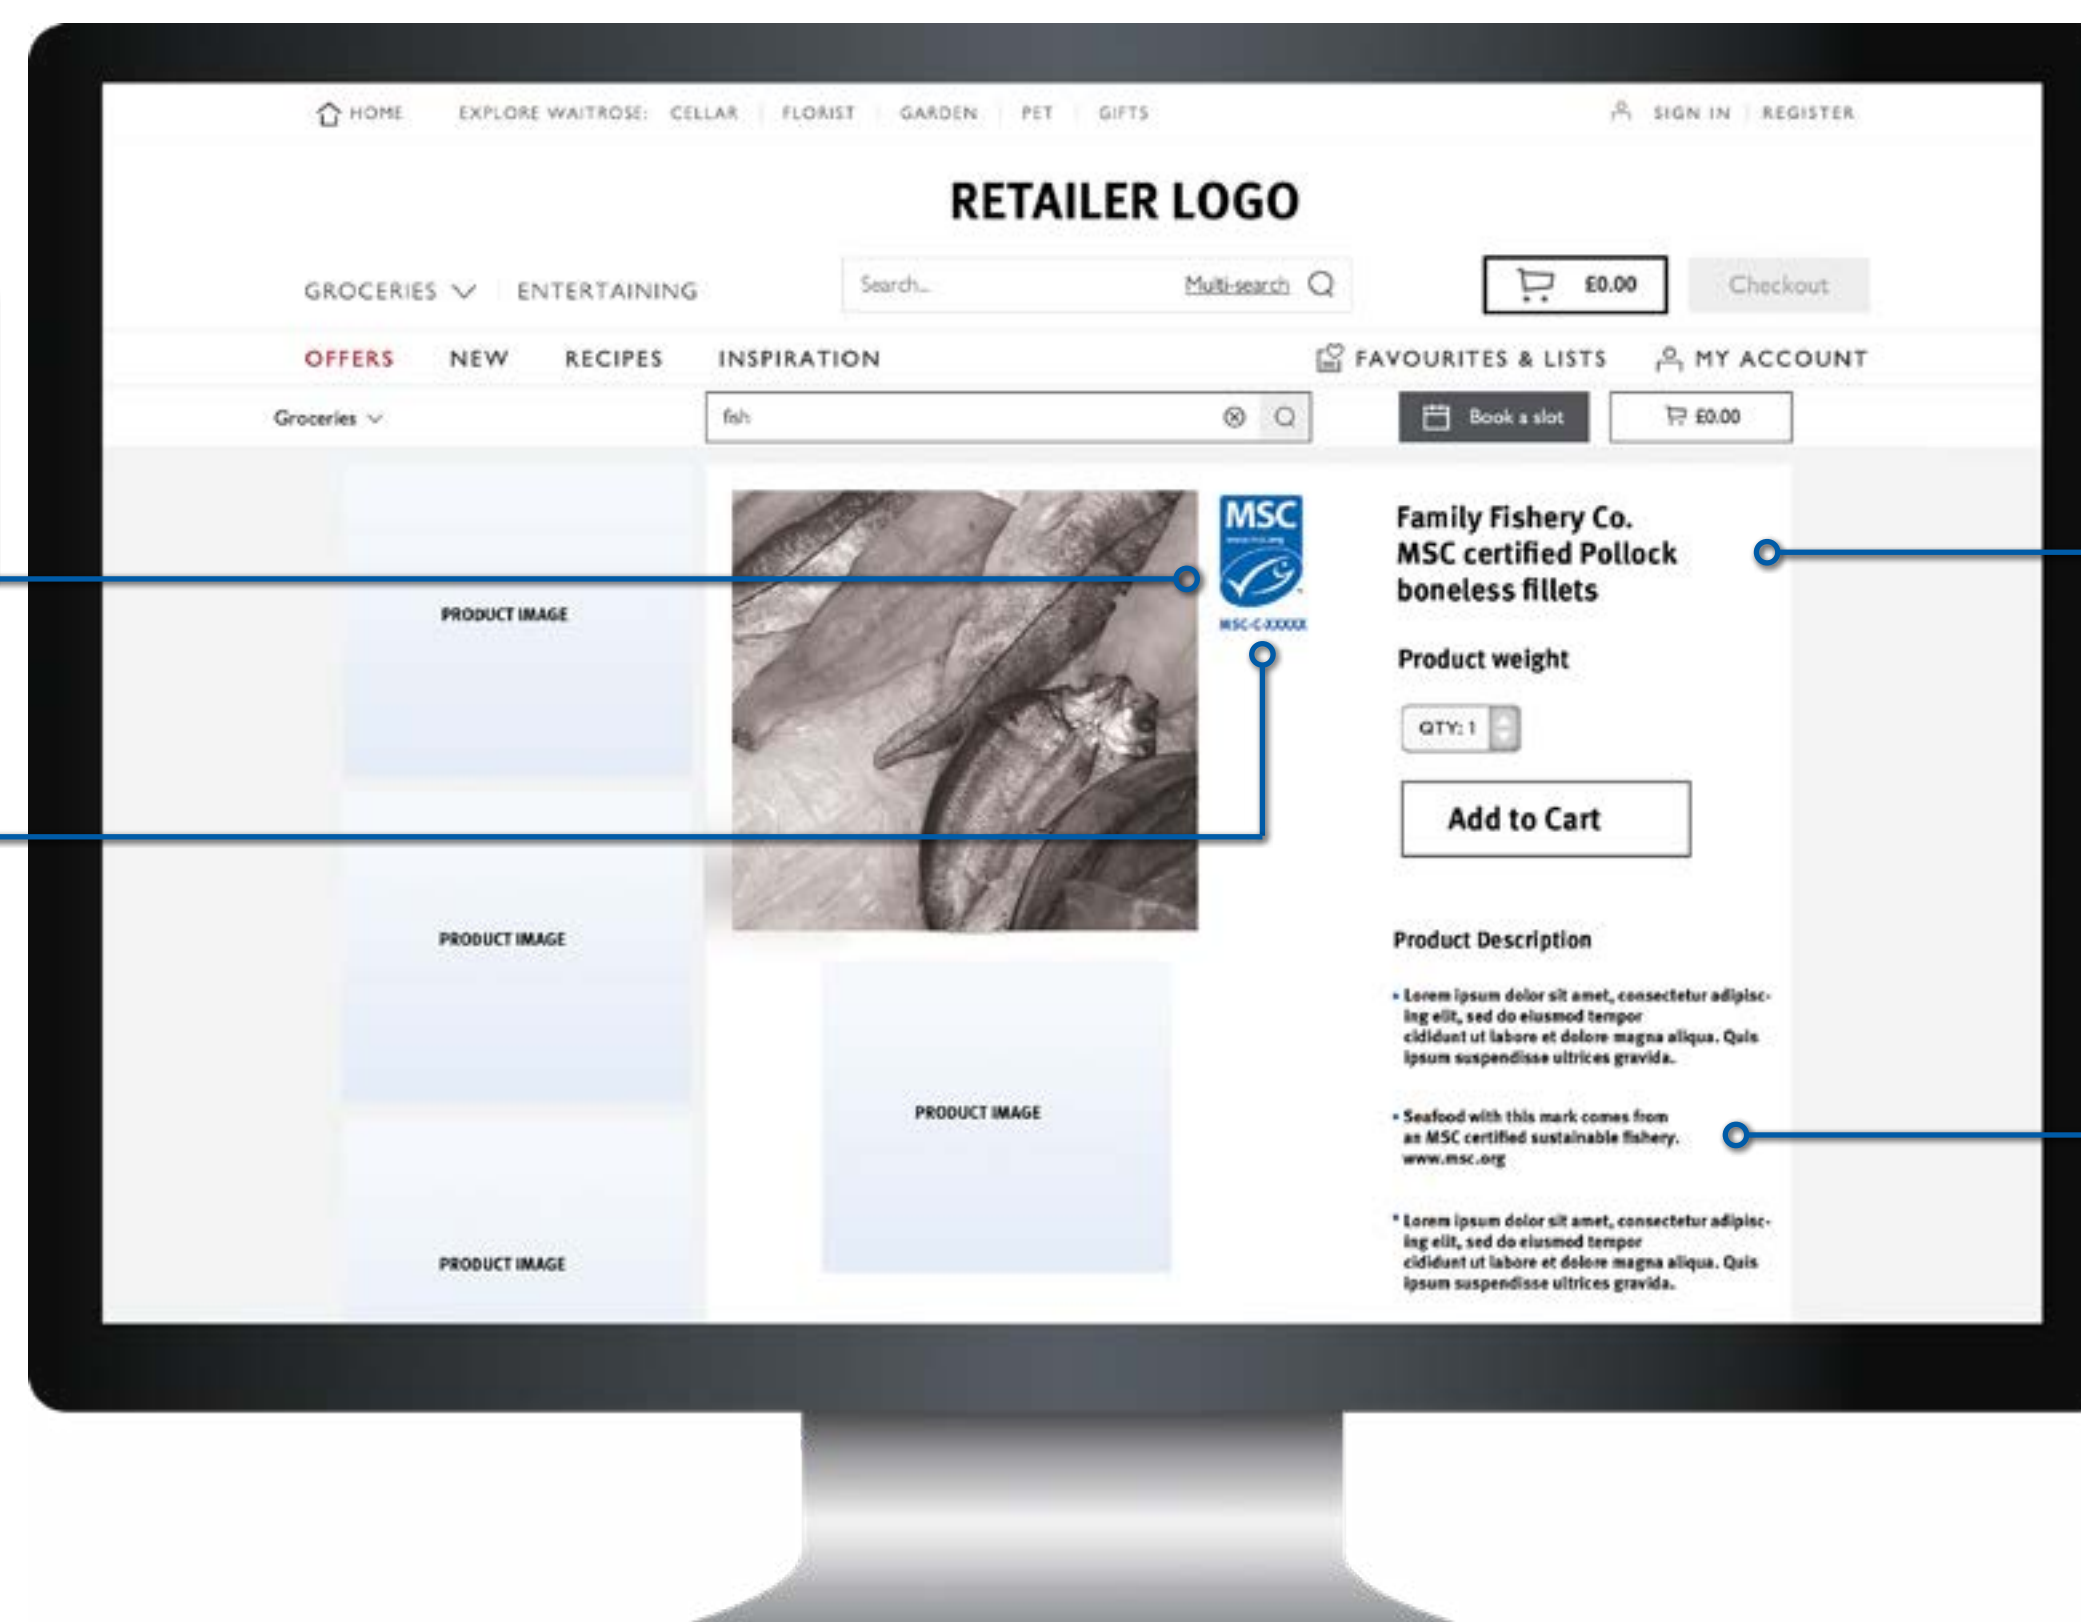 HOME EXPLORE WAITROSE: CELLAR FLORIST GARDEN PET GIFTS SIGN IN REGISTER
RETAILER LOGO
GROCERIES ENTERTAINING Search... Multi-search £0.00 Checkout
OFFERS NEW RECIPES INSPIRATION FAVOURITES & LISTS MY ACCOUNT
Groceries fish Book a slot £0.00
MSC
www.msc.org
MSC-C-XXXXX
Family Fishery Co.
MSC certified Pollock
boneless fillets
Product weight
QTY: 1
Add to Cart
PRODUCT IMAGE
PRODUCT IMAGE
PRODUCT IMAGE
PRODUCT IMAGE
Product Description
• Lorem ipsum dolor sit amet, consectetur adipisc-
ing elit, sed do eiusmod tempor
cididunt ut labore et dolore magna aliqua. Quis
ipsum suspendisse ultrices gravida.
• Seafood with this mark comes from
an MSC certified sustainable fishery.
www.msc.org
• Lorem ipsum dolor sit amet, consectetur adipisc-
ing elit, sed do eiusmod tempor
cididunt ut labore et dolore magna aliqua. Quis
ipsum suspendisse ultrices gravida.